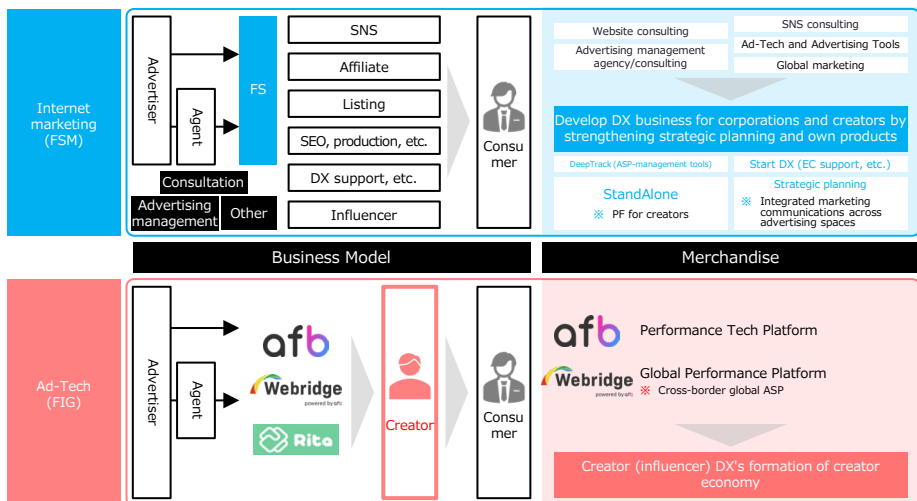 Internet
marketing
(FSM)
Advertiser
Agent
FS
Consultation
Advertising
management
Other
SNS
Affiliate
Listing
SEO, production, etc.
DX support, etc.
Influencer
Consu
mer
Website consulting
Advertising management
agency/consulting
SNS consulting
Ad-Tech and Advertising Tools
Global marketing
Develop DX business for corporations and creators by
strengthening strategic planning and own products
DeepTrack (ASP-management tools)
Start DX (EC support, etc.)
StandAlone
※ PF for creators
Strategic planning
※ Integrated marketing
communications across
advertising spaces
Business Model
Merchandise
Ad-Tech
(FIG)
Advertiser
Agent
afb
Webridge
powered by afb
Rita
Creator
Consu
mer
afb
Performance Tech Platform
Webridge
powered by afb
Global Performance Platform
※ Cross-border global ASP
Creator (influencer) DX's formation of creator
economy